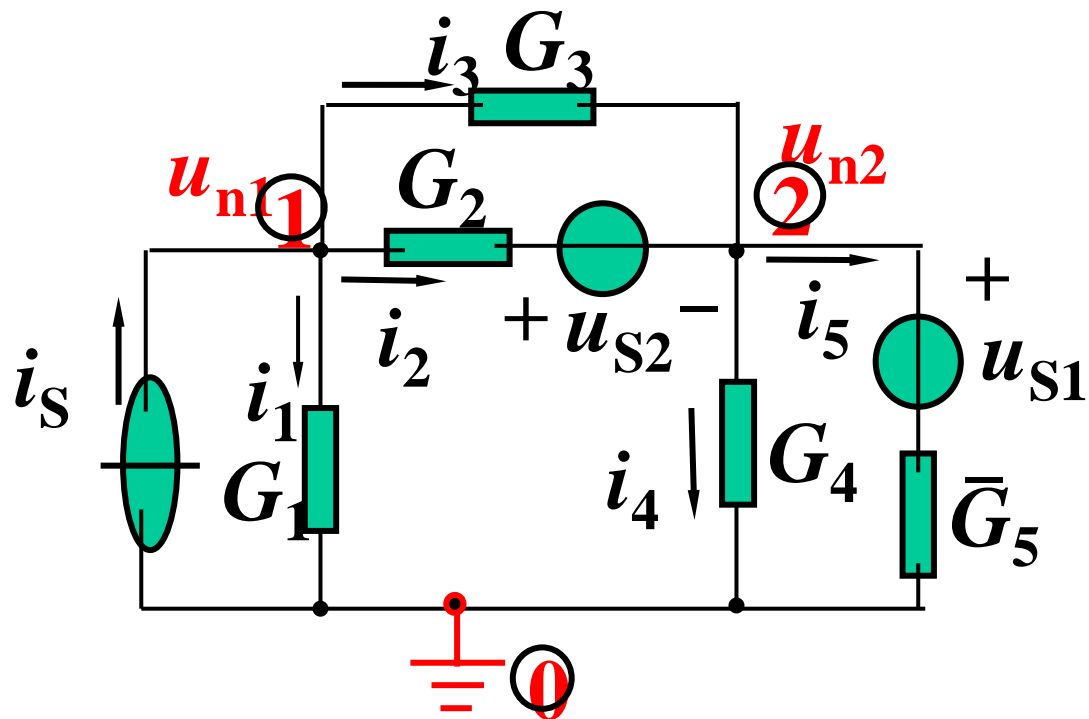 i3
G3
un1
1
G2
un2
2
i2
+ uS2 −
i5
+
uS1
−
iS
i1
G1
i4
G4
G5
0